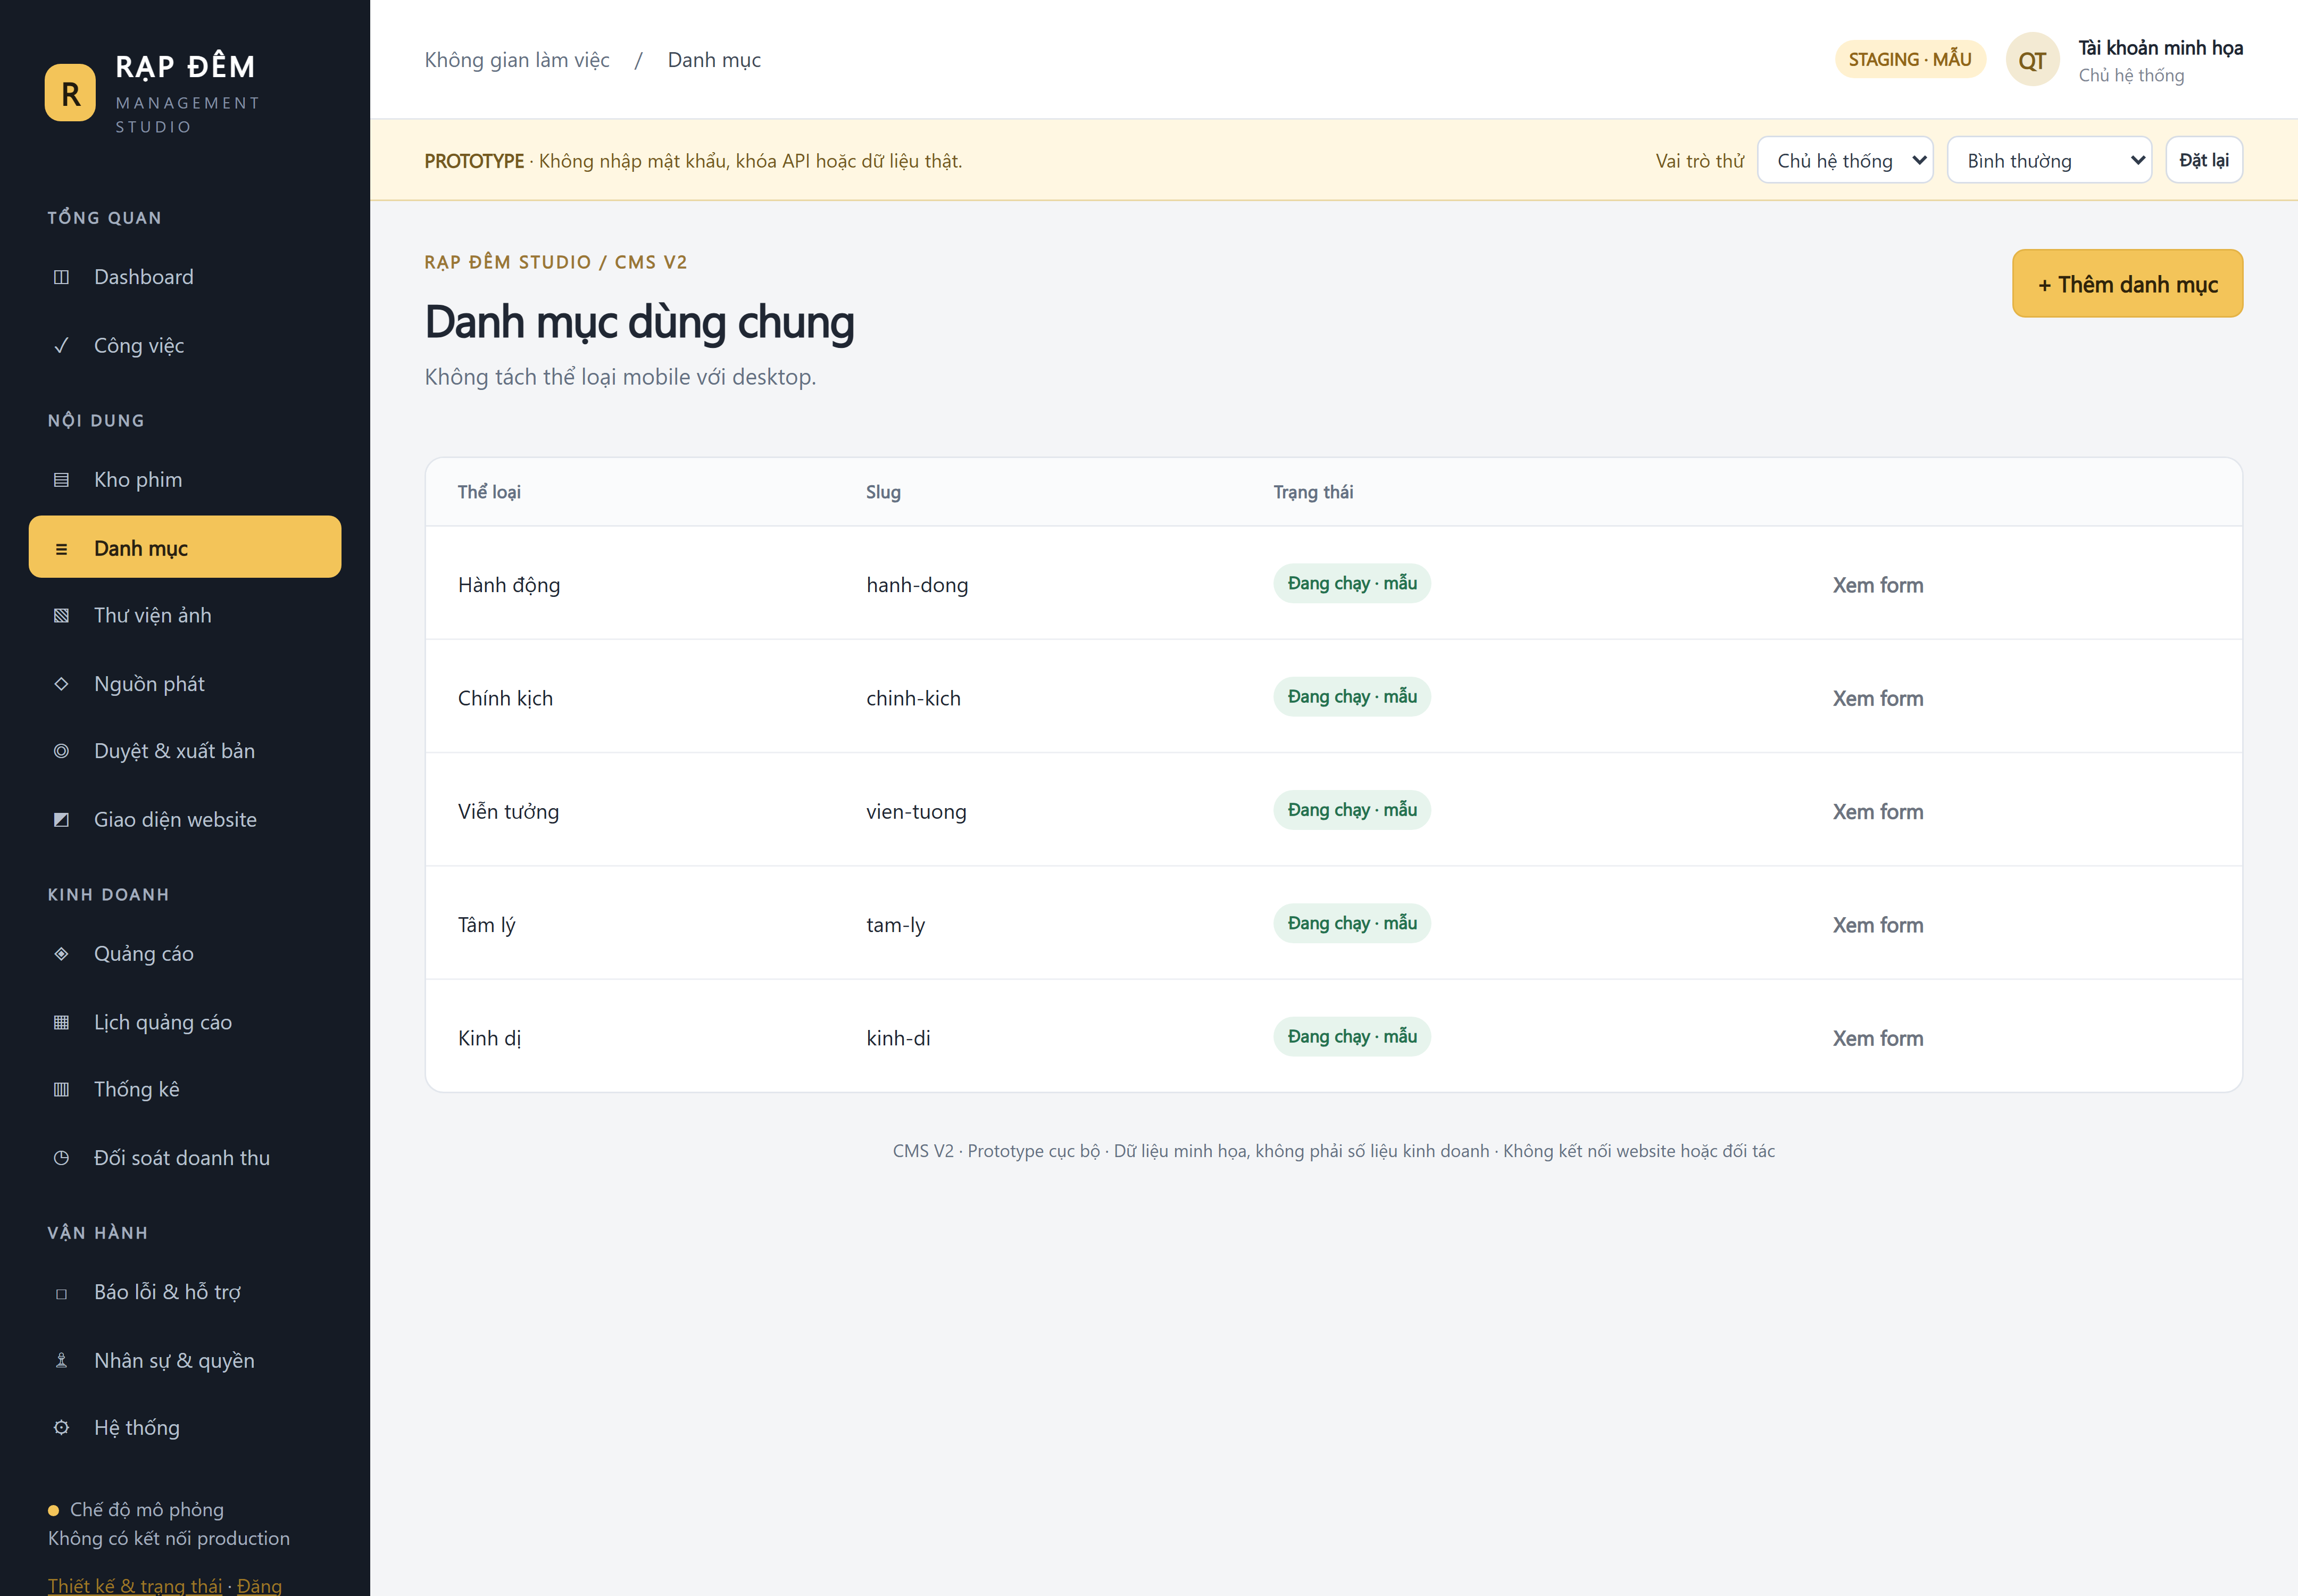 R
RẠP ĐÊM
MANAGEMENT
STUDIO
TỔNG QUAN
Dashboard
Công việc
NỘI DUNG
Kho phim
Danh mục
Thư viện ảnh
Nguồn phát
Duyệt & xuất bản
Giao diện website
KINH DOANH
Quảng cáo
Lịch quảng cáo
Thống kê
Đối soát doanh thu
VẬN HÀNH
Báo lỗi & hỗ trợ
Nhân sự & quyền
Hệ thống
Chế độ mô phỏng
Không có kết nối production
Thiết kế & trạng thái · Đăng
Không gian làm việc / Danh mục
STAGING · MẪU
QT
Tài khoản minh họa
Chủ hệ thống
PROTOTYPE · Không nhập mật khẩu, khóa API hoặc dữ liệu thật.
Vai trò thử Chủ hệ thống Bình thường Đặt lại
RẠP ĐÊM STUDIO / CMS V2
Danh mục dùng chung
Không tách thể loại mobile với desktop.
+ Thêm danh mục
Thể loại Slug Trạng thái
Hành động hanh-dong Đang chạy · mẫu Xem form
Chính kịch chinh-kich Đang chạy · mẫu Xem form
Viễn tưởng vien-tuong Đang chạy · mẫu Xem form
Tâm lý tam-ly Đang chạy · mẫu Xem form
Kinh dị kinh-di Đang chạy · mẫu Xem form
CMS V2 · Prototype cục bộ · Dữ liệu minh họa, không phải số liệu kinh doanh · Không kết nối website hoặc đối tác